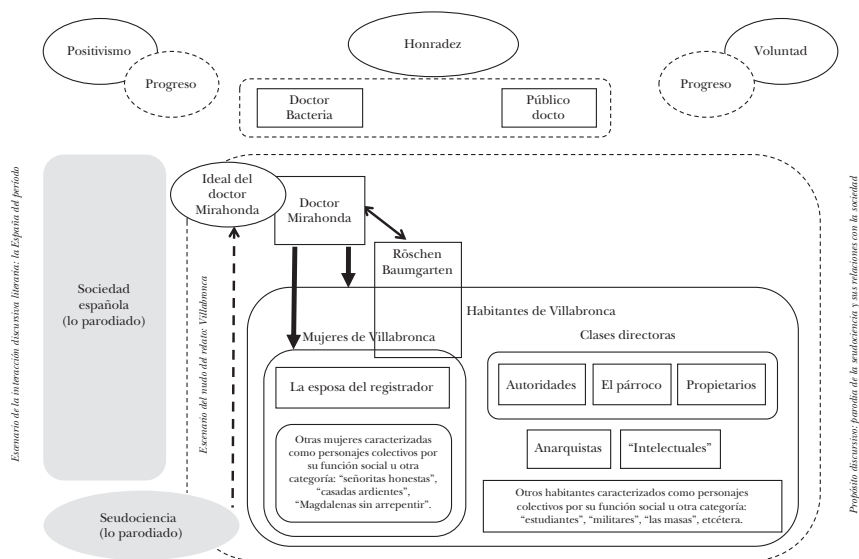 Positivismo
Progreso
Honradez
Voluntad
Progreso
Doctor
Bacteria
Público
docto
Escenario de la interacción discursiva literaria: la España del período
Sociedad
española
(lo parodiado)
Seudociencia
(lo parodiado)
Escenario del nudo del relato: Villabronca
Ideal del
doctor
Mirahonda
Doctor
Mirahonda
Röschen
Baumgarten
Habitantes de Villabronca
Mujeres de Villabronca
La esposa del registrador
Otras mujeres caracterizadas
como personajes colectivos por
su función social u otra
categoría: “señoritas honestas”,
“casadas ardientes”,
“Magdalenas sin arrepentir”.
Clases directoras
Autoridades
El párroco
Propietarios
Anarquistas
“Intelectuales”
Otros habitantes caracterizados como personajes
colectivos por su función social u otra categoría:
“estudiantes”, “militares”, “las masas”, etcétera.
Propósito discursivo: parodia de la seudociencia y sus relaciones con la sociedad